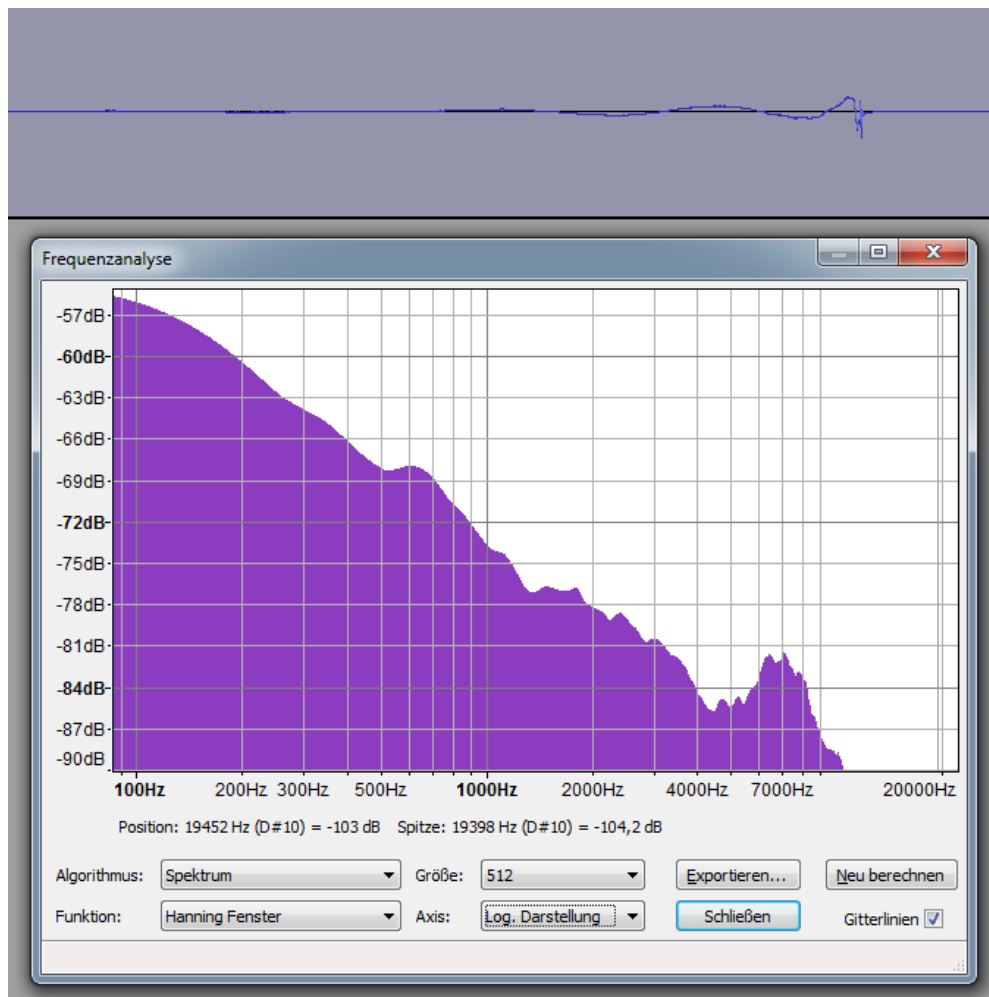 Frequenzanalyse
-57dB
-60dB
-63dB
-66dB
-69dB
-72dB
-75dB
-78dB
-81dB
-84dB
-87dB
-90dB
100Hz 200Hz 300Hz 500Hz 1000Hz 2000Hz 4000Hz 7000Hz 20000Hz
Position: 19452 Hz (D#10) = -103 dB Spitze: 19398 Hz (D#10) = -104,2 dB
Algorithmus: Spektrum Größe: 512 Exportieren... Neu berechnen
Funktion: Hanning Fenster Axis: Log. Darstellung Schließen Gitterlinien